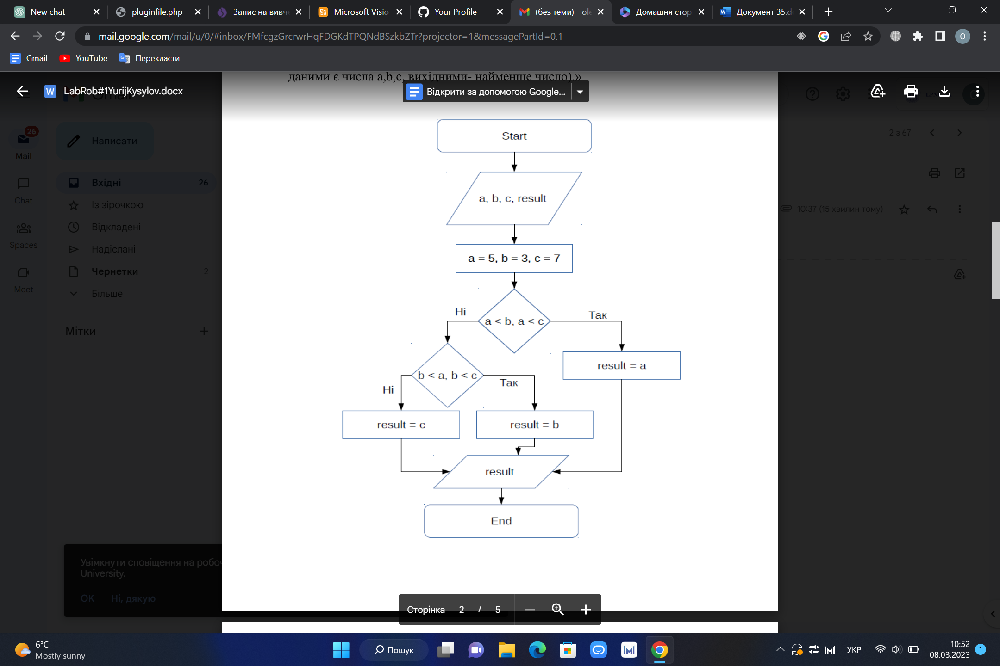 New chat
pluginfile.php
Запис на вивче
Microsoft Visio
Your Profile
(без теми) - ole
Домашня стор
Документ 35.d
mail.google.com/mail/u/0/#inbox/FMfcgzGrcrwrHqFDGKdTPQNdBSzkbZTr?projector=1&messagePartId=0.1
O
Gmail
YouTube
Перекласти
даними є числа a,b,c, вихідними- найменше число).»
LabRob#1YurijKysylov.docx
Відкрити за допомогою Google...
26
Mail
Написати
2 з 67
Вхідні 26
Chat
Із зірочкою
10:37 (15 хвилин тому)
Відкладені
Spaces
Надіслані
Чернетки 2
Meet
Більше
Мітки
Start
a, b, c, result
a = 5, b = 3, c = 7
Ні
a < b, a < c
Так
result = a
b < a, b < c
Ні
Так
result = c
result = b
result
End
Увімкнути сповіщення на робоч
University.
OK Ні, дякую
Сторінка 2 / 5
6°C
Mostly sunny
Пошук
УКР
10:52
08.03.2023
1